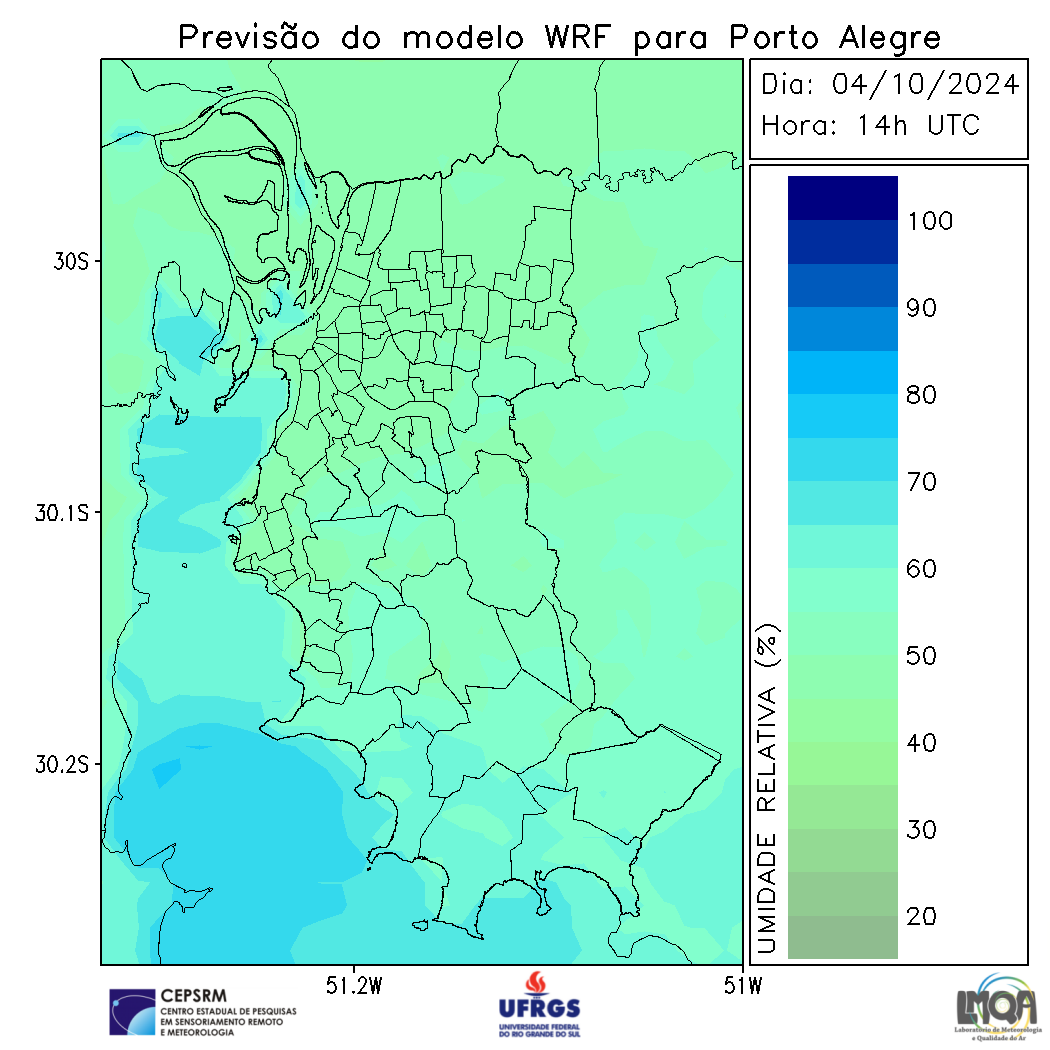 Previsão do modelo WRF para Porto Alegre
Dia: 04/10/2024
Hora: 14h UTC
30S
30.1S
30.2S
51.2W
51W
UMIDADE RELATIVA (%)
100
90
80
70
60
50
40
30
20
CEPSRM
CENTRO ESTADUAL DE PESQUISAS
EM SENSORIAMENTO REMOTO
E METEOROLOGIA
UFRGS
UNIVERSIDADE FEDERAL
DO RIO GRANDE DO SUL
LMQA
Laboratório de Meteorologia
e Qualidade do Ar